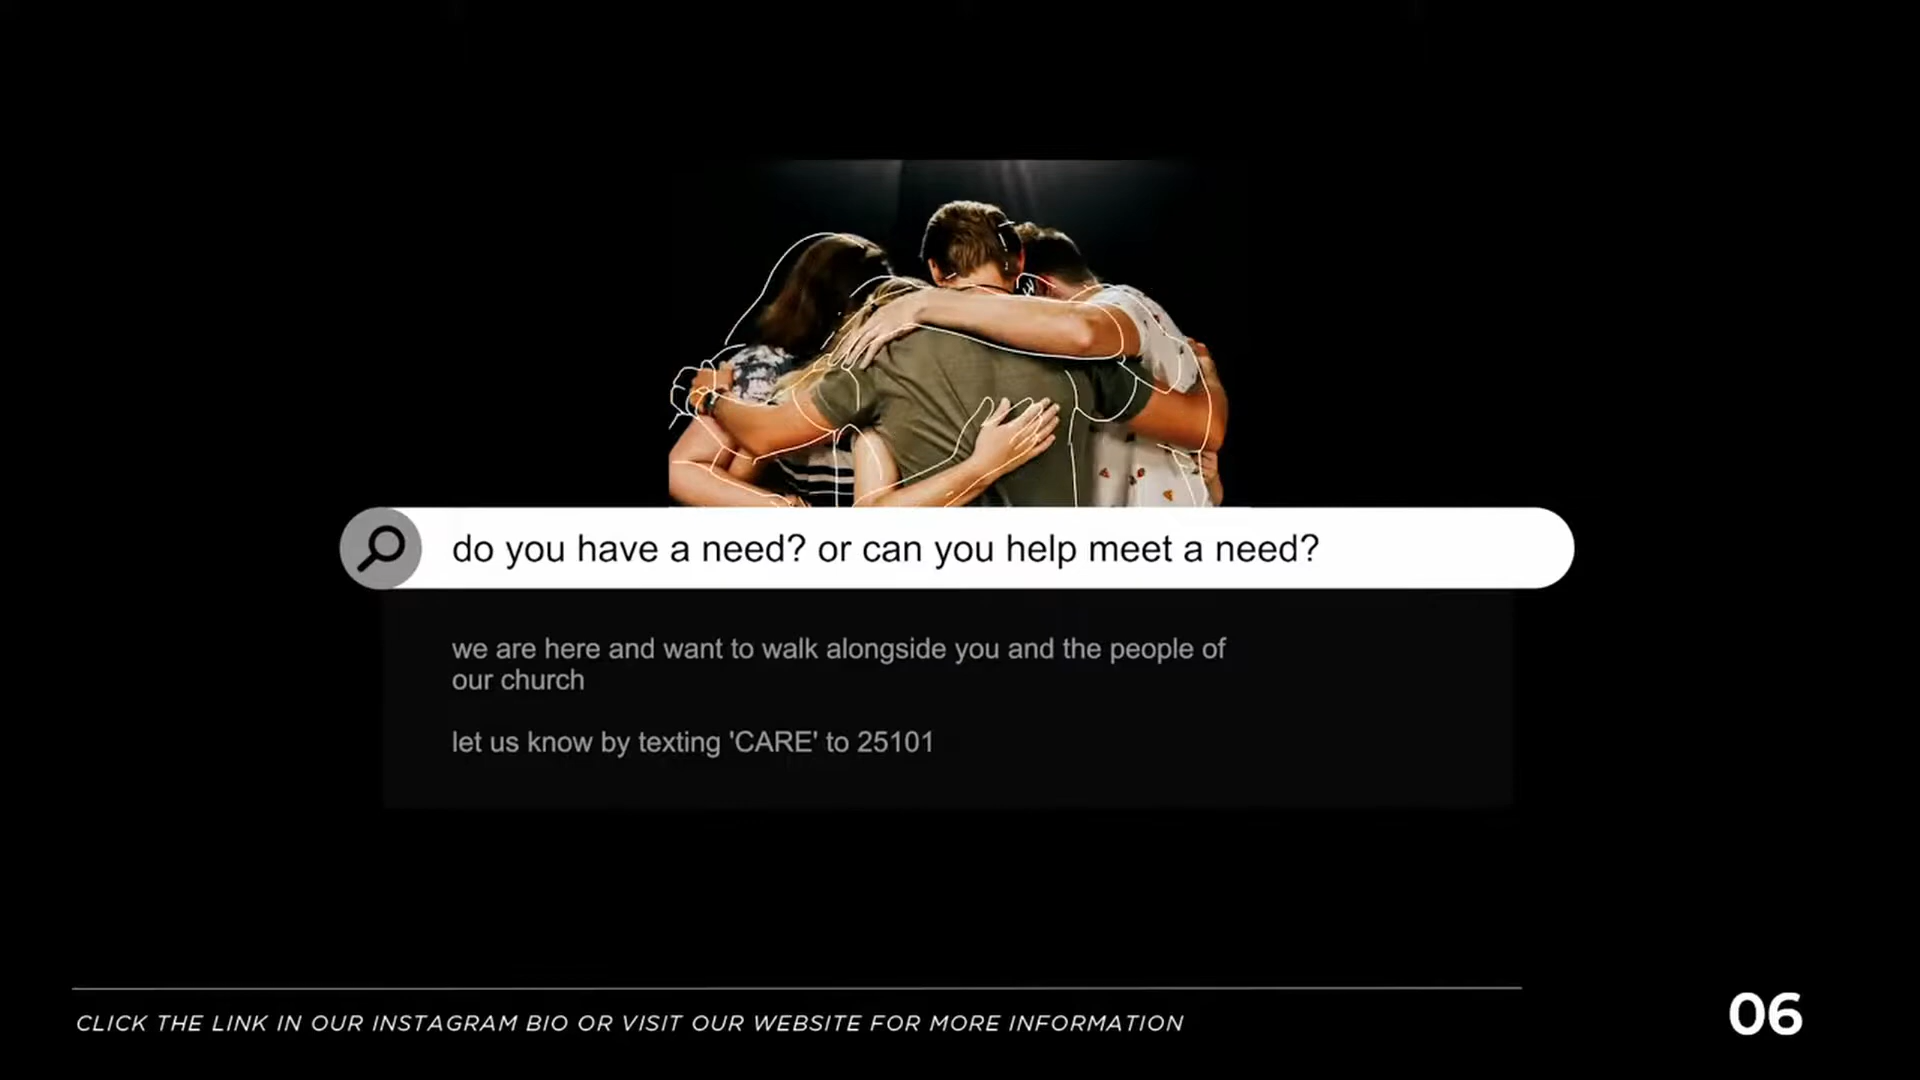 do you have a need? or can you help meet a need?
we are here and want to walk alongside you and the people of
our church
let us know by texting 'CARE' to 25101
CLICK THE LINK IN OUR INSTAGRAM BIO OR VISIT OUR WEBSITE FOR MORE INFORMATION
06